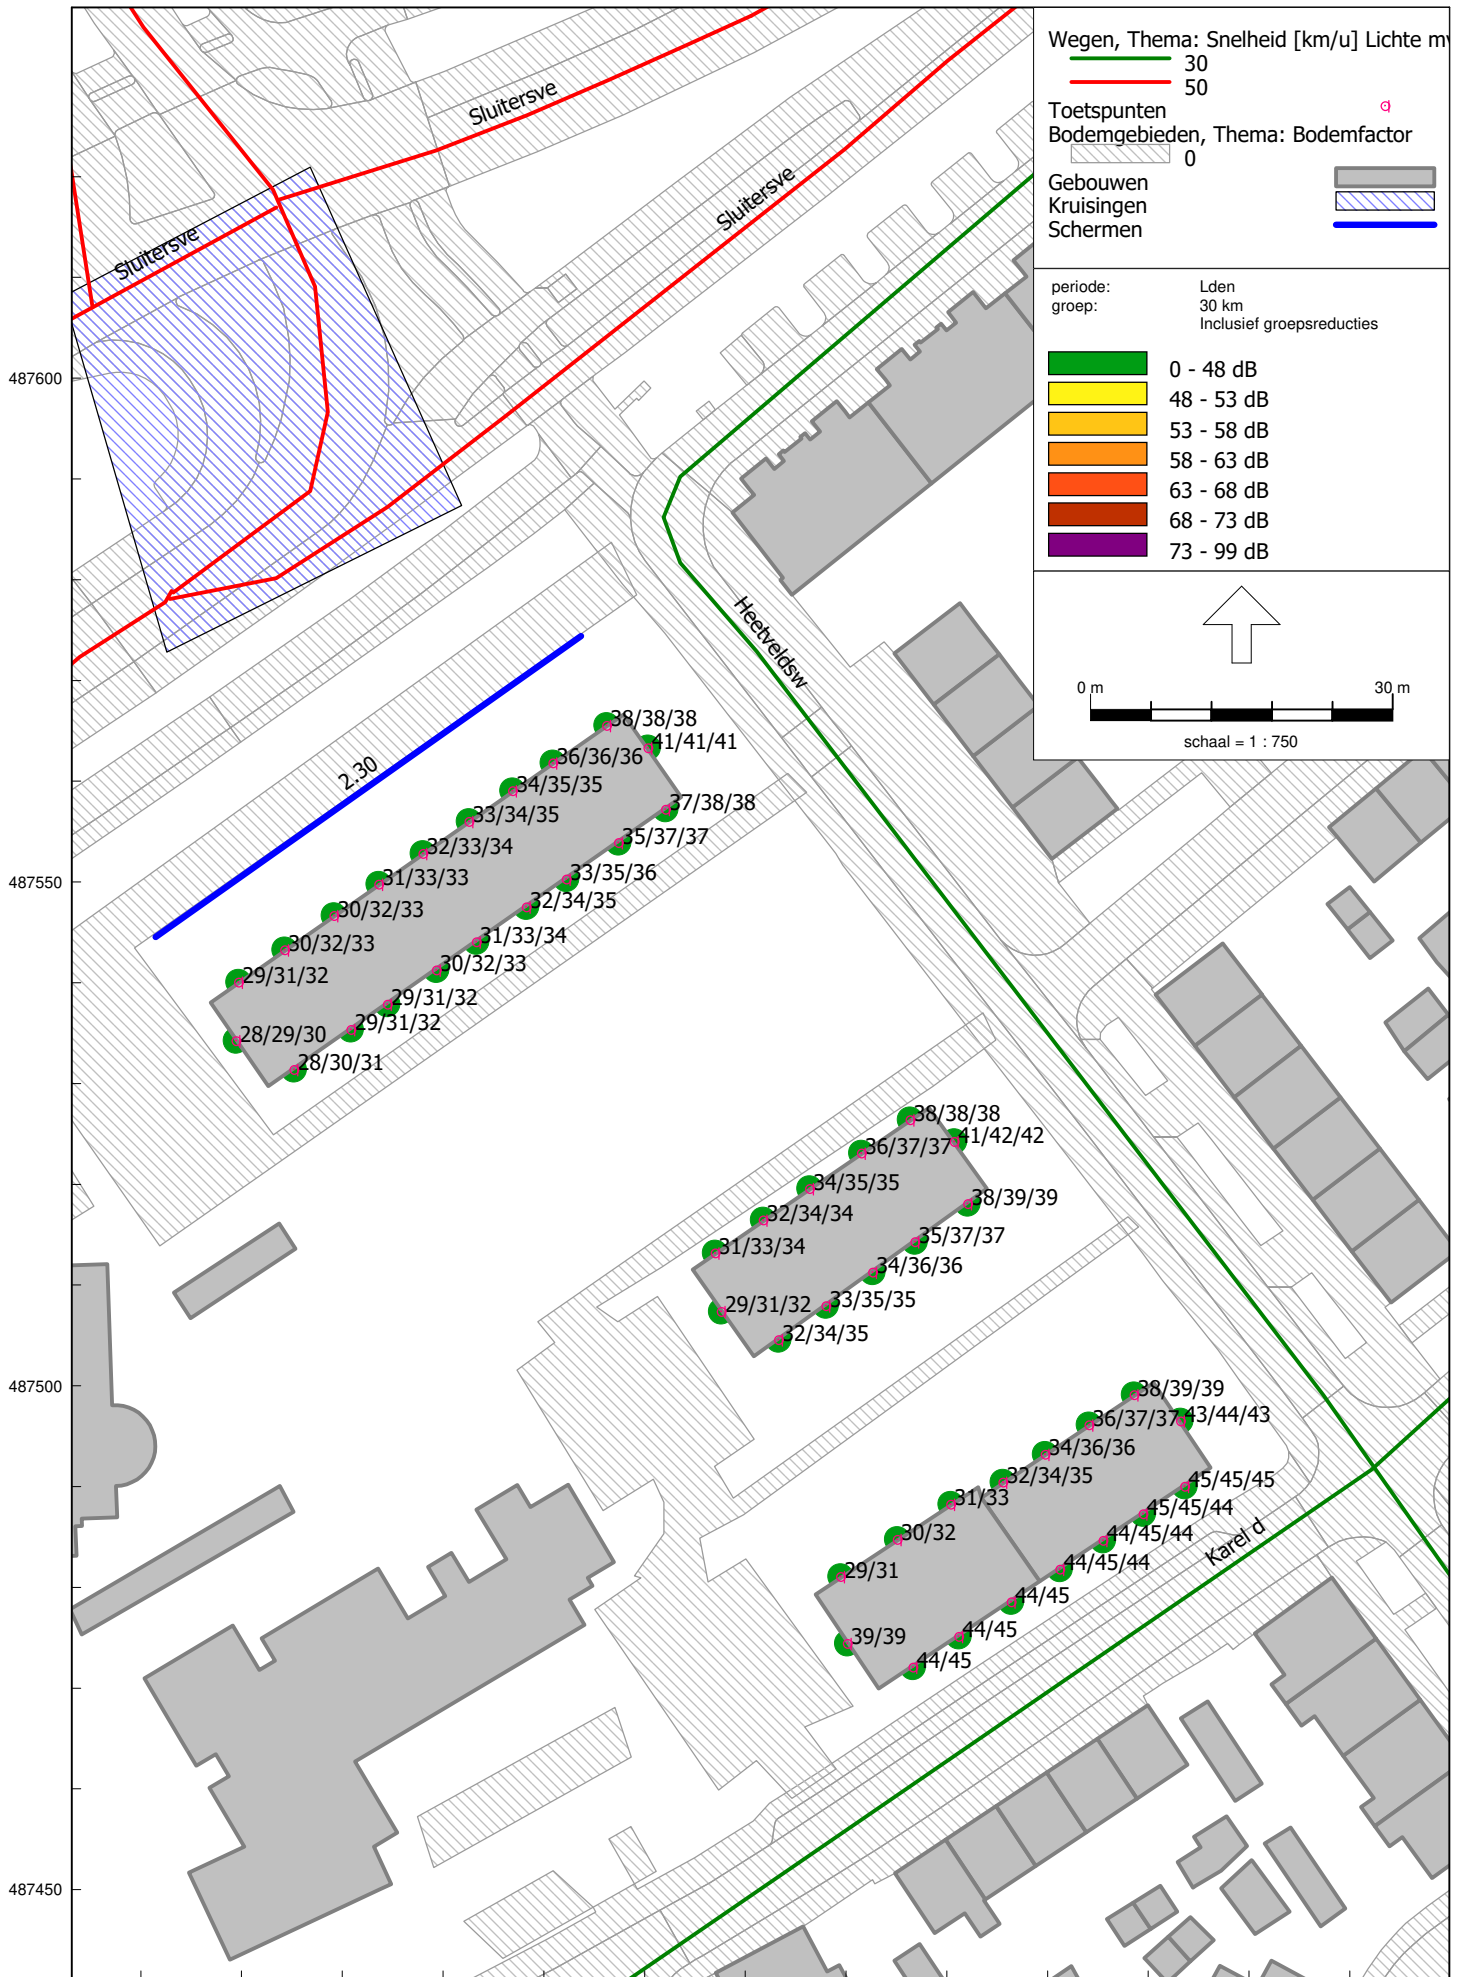 Wegen, Thema: Snelheid [km/u] Lichte mv
30
50
Toetspunten
Bodemgebieden, Thema: Bodemfactor
0
Gebouwen
Kruisingen
Schermen
periode: Lden
groep: 30 km
Inclusief groepsreducties
0 - 48 dB
48 - 53 dB
53 - 58 dB
58 - 63 dB
63 - 68 dB
68 - 73 dB
73 - 99 dB
0 m 30 m
schaal = 1 : 750
Sluitersve
Sluitersve
Sluitersve
487600
Heetveldsw
2.30
38/38/38
41/41/41
36/36/36
34/35/35
37/38/38
33/34/35
35/37/37
32/33/34
487550
31/33/33
33/35/36
30/32/33
32/34/35
30/32/33
31/33/34
29/31/32
30/32/33
29/31/32
28/29/30
29/31/32
28/30/31
38/38/38
41/42/42
36/37/37
34/35/35
38/39/39
32/34/34
35/37/37
31/33/34
34/36/36
29/31/32
33/35/35
32/34/35
487500
38/39/39
36/37/37
43/44/43
34/36/36
32/34/35
45/45/45
31/33
45/45/44
30/32
44/45/44
Karel d
29/31
44/45/44
44/45
39/39
44/45
44/45
487450